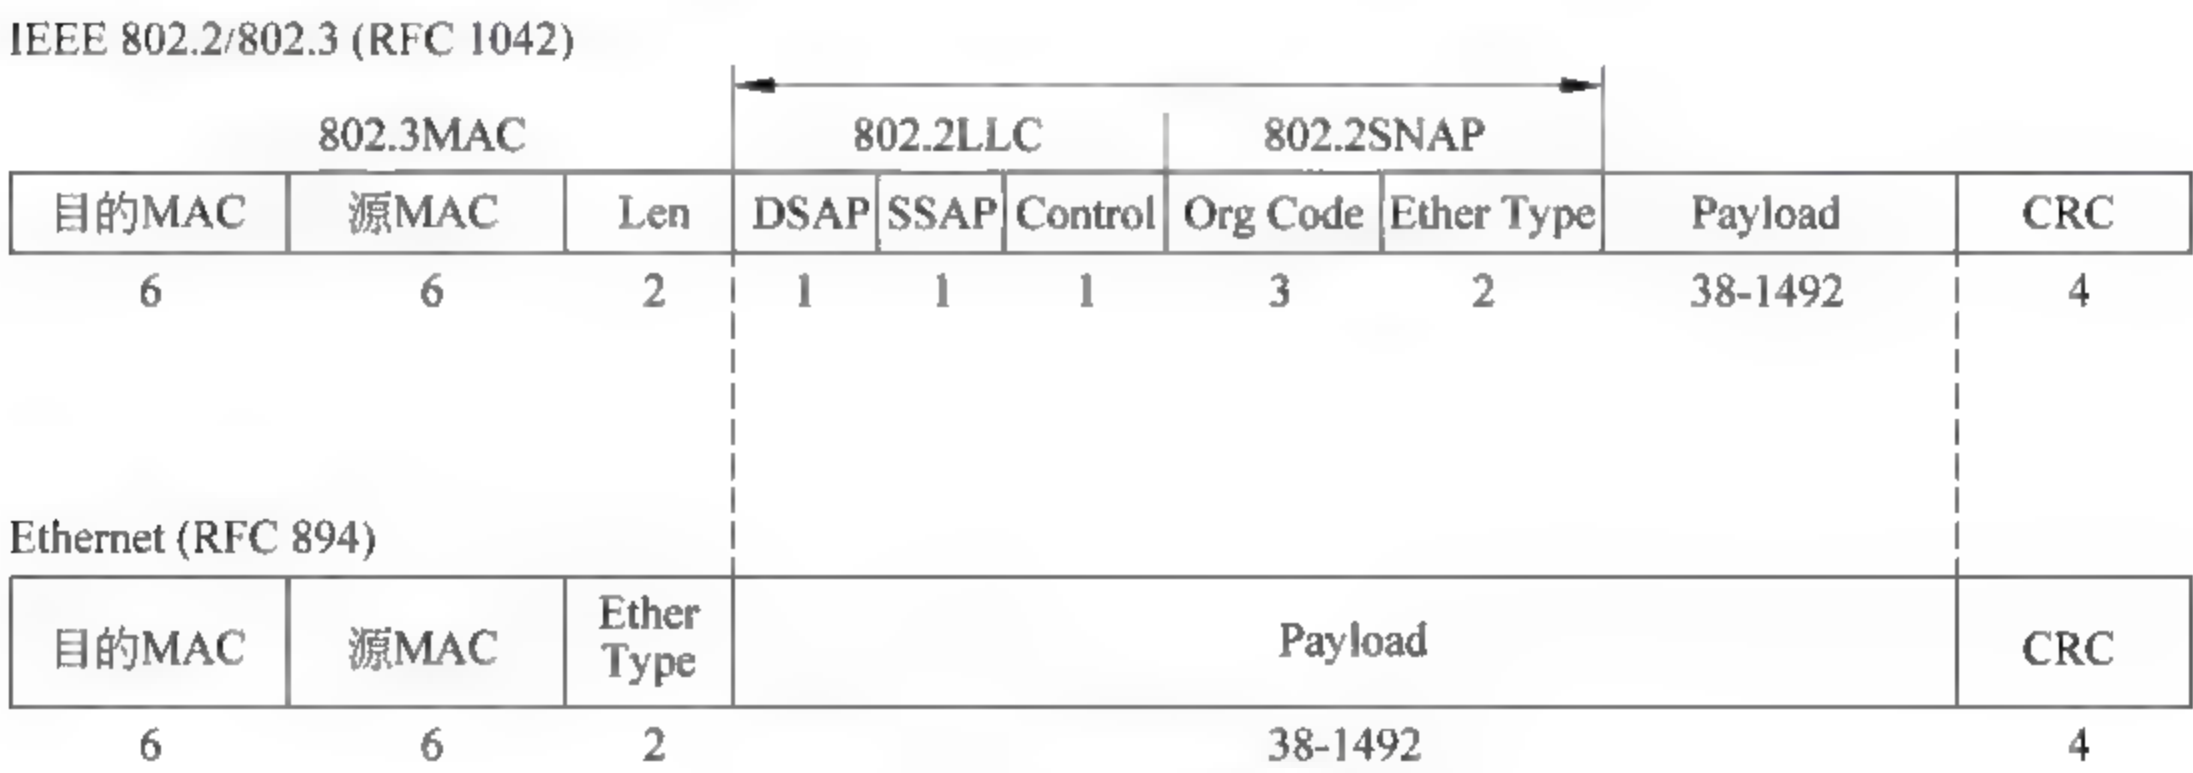 IEEE 802.2/802.3 (RFC 1042)
802.3MAC 802.2LLC 802.2SNAP
目的MAC 源MAC Len DSAP SSAP Control Org Code Ether Type Payload CRC
6 6 2 1 1 1 3 2 38-1492 4
Ethernet (RFC 894)
目的MAC 源MAC Ether Type Payload CRC
6 6 2 38-1492 4